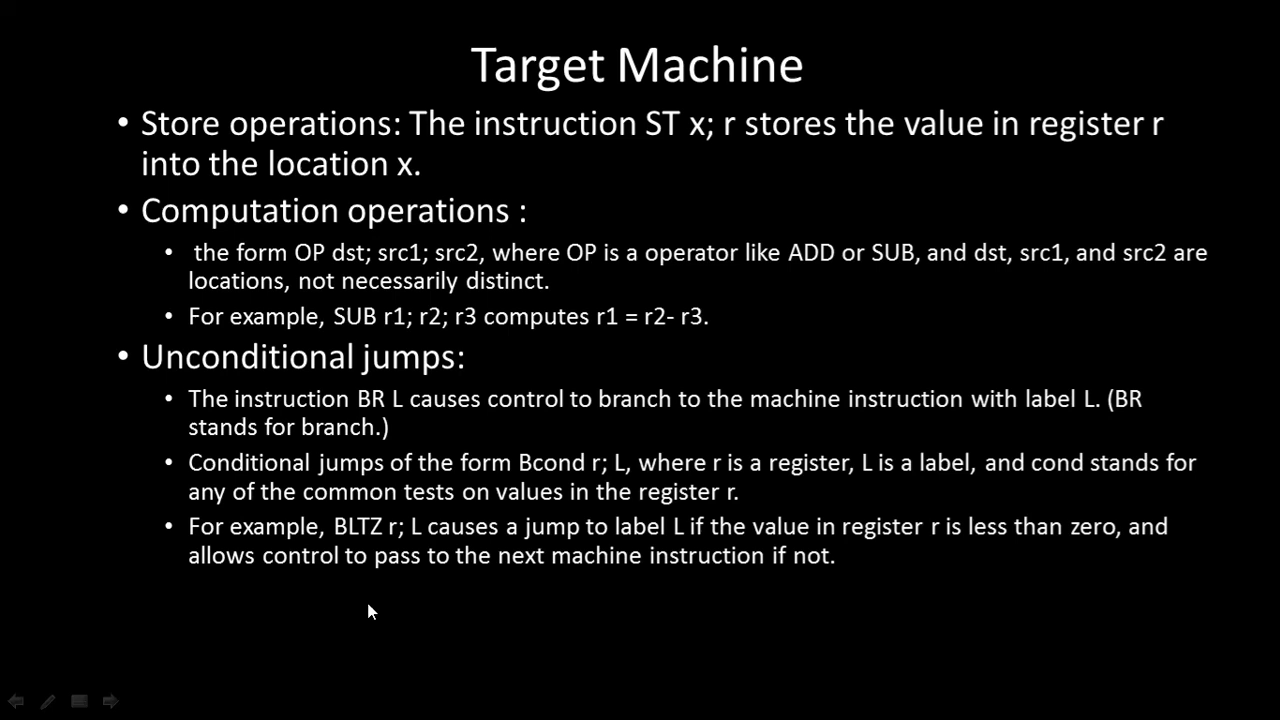 Target Machine
• Store operations: The instruction ST x; r stores the value in register r
into the location x.
• Computation operations :
• the form OP dst; src1; src2, where OP is a operator like ADD or SUB, and dst, src1, and src2 are
locations, not necessarily distinct.
• For example, SUB r1; r2; r3 computes r1 = r2- r3.
• Unconditional jumps:
• The instruction BR L causes control to branch to the machine instruction with label L. (BR
stands for branch.)
• Conditional jumps of the form Bcond r; L, where r is a register, L is a label, and cond stands for
any of the common tests on values in the register r.
• For example, BLTZ r; L causes a jump to label L if the value in register r is less than zero, and
allows control to pass to the next machine instruction if not.